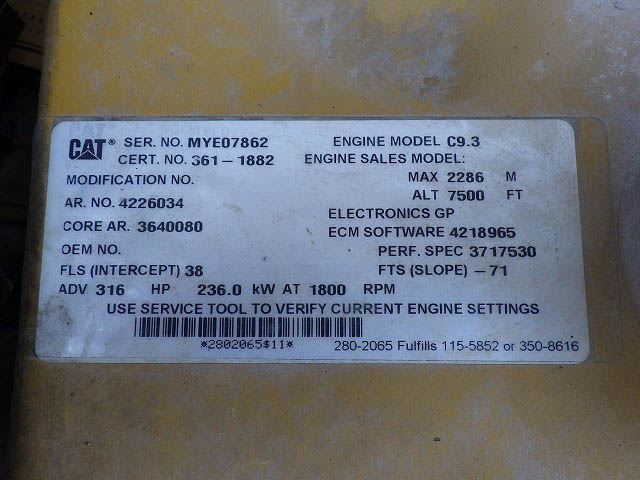 CAT® SER. NO. MYE07862 ENGINE MODEL C9.3
CERT. NO. 361-1882 ENGINE SALES MODEL:
MODIFICATION NO. MAX 2286 M
AR. NO. 4226034 ALT 7500 FT
CORE AR. 3640080 ELECTRONICS GP
ECM SOFTWARE 4218965
OEM NO. PERF. SPEC 3717530
FLS (INTERCEPT) 38 FTS (SLOPE) -71
ADV 316 HP 236.0 kW AT 1800 RPM
USE SERVICE TOOL TO VERIFY CURRENT ENGINE SETTINGS
*2802065$11* 280-2065 Fulfills 115-5852 or 350-8616